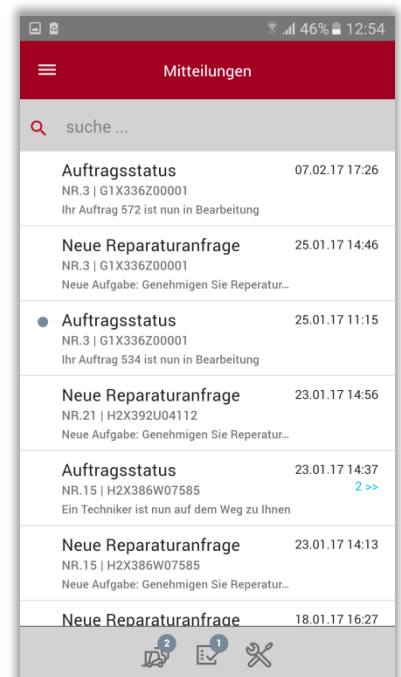 46% 12:54
Mitteilungen
suche ...
Auftragsstatus 07.02.17 17:26
NR.3 | G1X336Z00001
Ihr Auftrag 572 ist nun in Bearbeitung
Neue Reparaturanfrage 25.01.17 14:46
NR.3 | G1X336Z00001
Neue Aufgabe: Genehmigen Sie Reperatur...
Auftragsstatus 25.01.17 11:15
NR.3 | G1X336Z00001
Ihr Auftrag 534 ist nun in Bearbeitung
Neue Reparaturanfrage 23.01.17 14:56
NR.21 | H2X392U04112
Neue Aufgabe: Genehmigen Sie Reperatur...
Auftragsstatus 23.01.17 14:37
NR.15 | H2X386W07585 2 >>
Ein Techniker ist nun auf dem Weg zu Ihnen
Neue Reparaturanfrage 23.01.17 14:13
NR.15 | H2X386W07585
Neue Aufgabe: Genehmigen Sie Reperatur...
Neue Reparaturanfrage 18.01.17 16:27
2 1